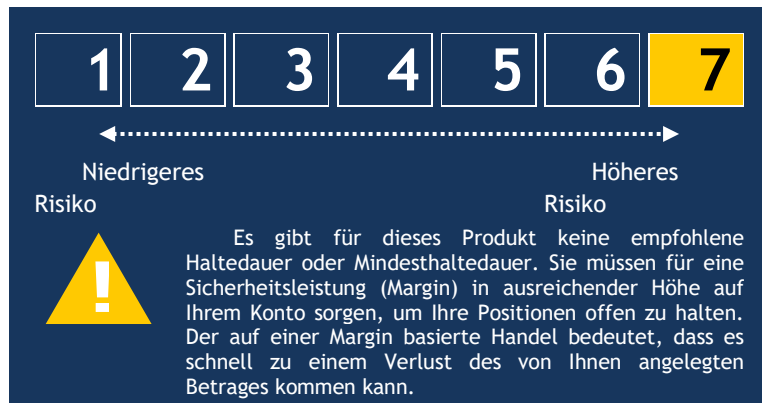 1 2 3 4 5 6 7
Niedrigeres Höheres
Risiko Risiko
!
Es gibt für dieses Produkt keine empfohlene
Haltedauer oder Mindesthaltedauer. Sie müssen für eine
Sicherheitsleistung (Margin) in ausreichender Höhe auf
Ihrem Konto sorgen, um Ihre Positionen offen zu halten.
Der auf einer Margin basierte Handel bedeutet, dass es
schnell zu einem Verlust des von Ihnen angelegten
Betrages kommen kann.